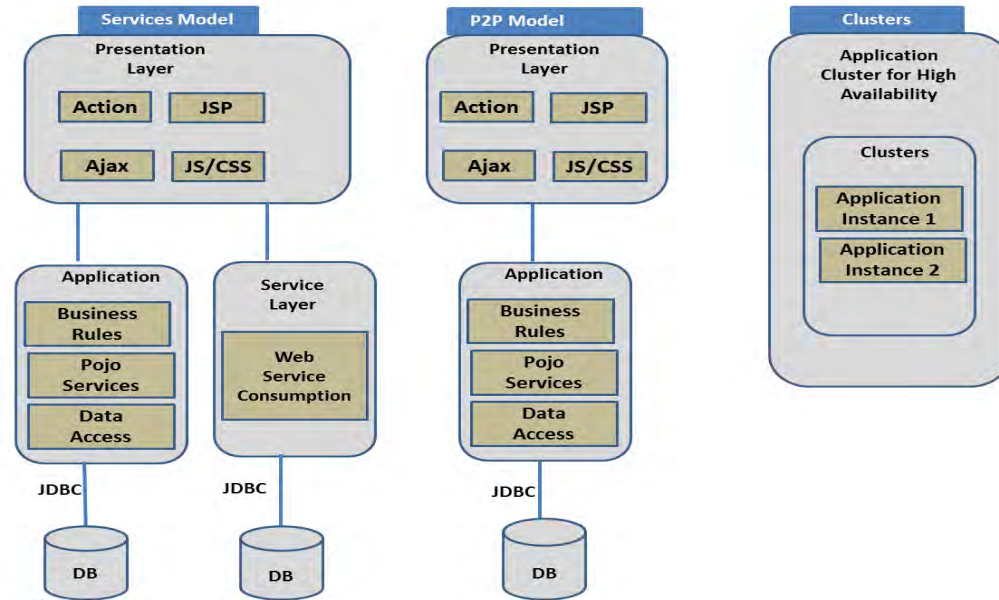 Services Model
Presentation
Layer
Action
JSP
Ajax
JS/CSS
Application
Business
Rules
Pojo
Services
Data
Access
Service
Layer
Web
Service
Consumption
JDBC
JDBC
DB
DB
P2P Model
Presentation
Layer
Action
JSP
Ajax
JS/CSS
Application
Business
Rules
Pojo
Services
Data
Access
JDBC
DB
Clusters
Application
Cluster for High
Availability
Clusters
Application
Instance 1
Application
Instance 2